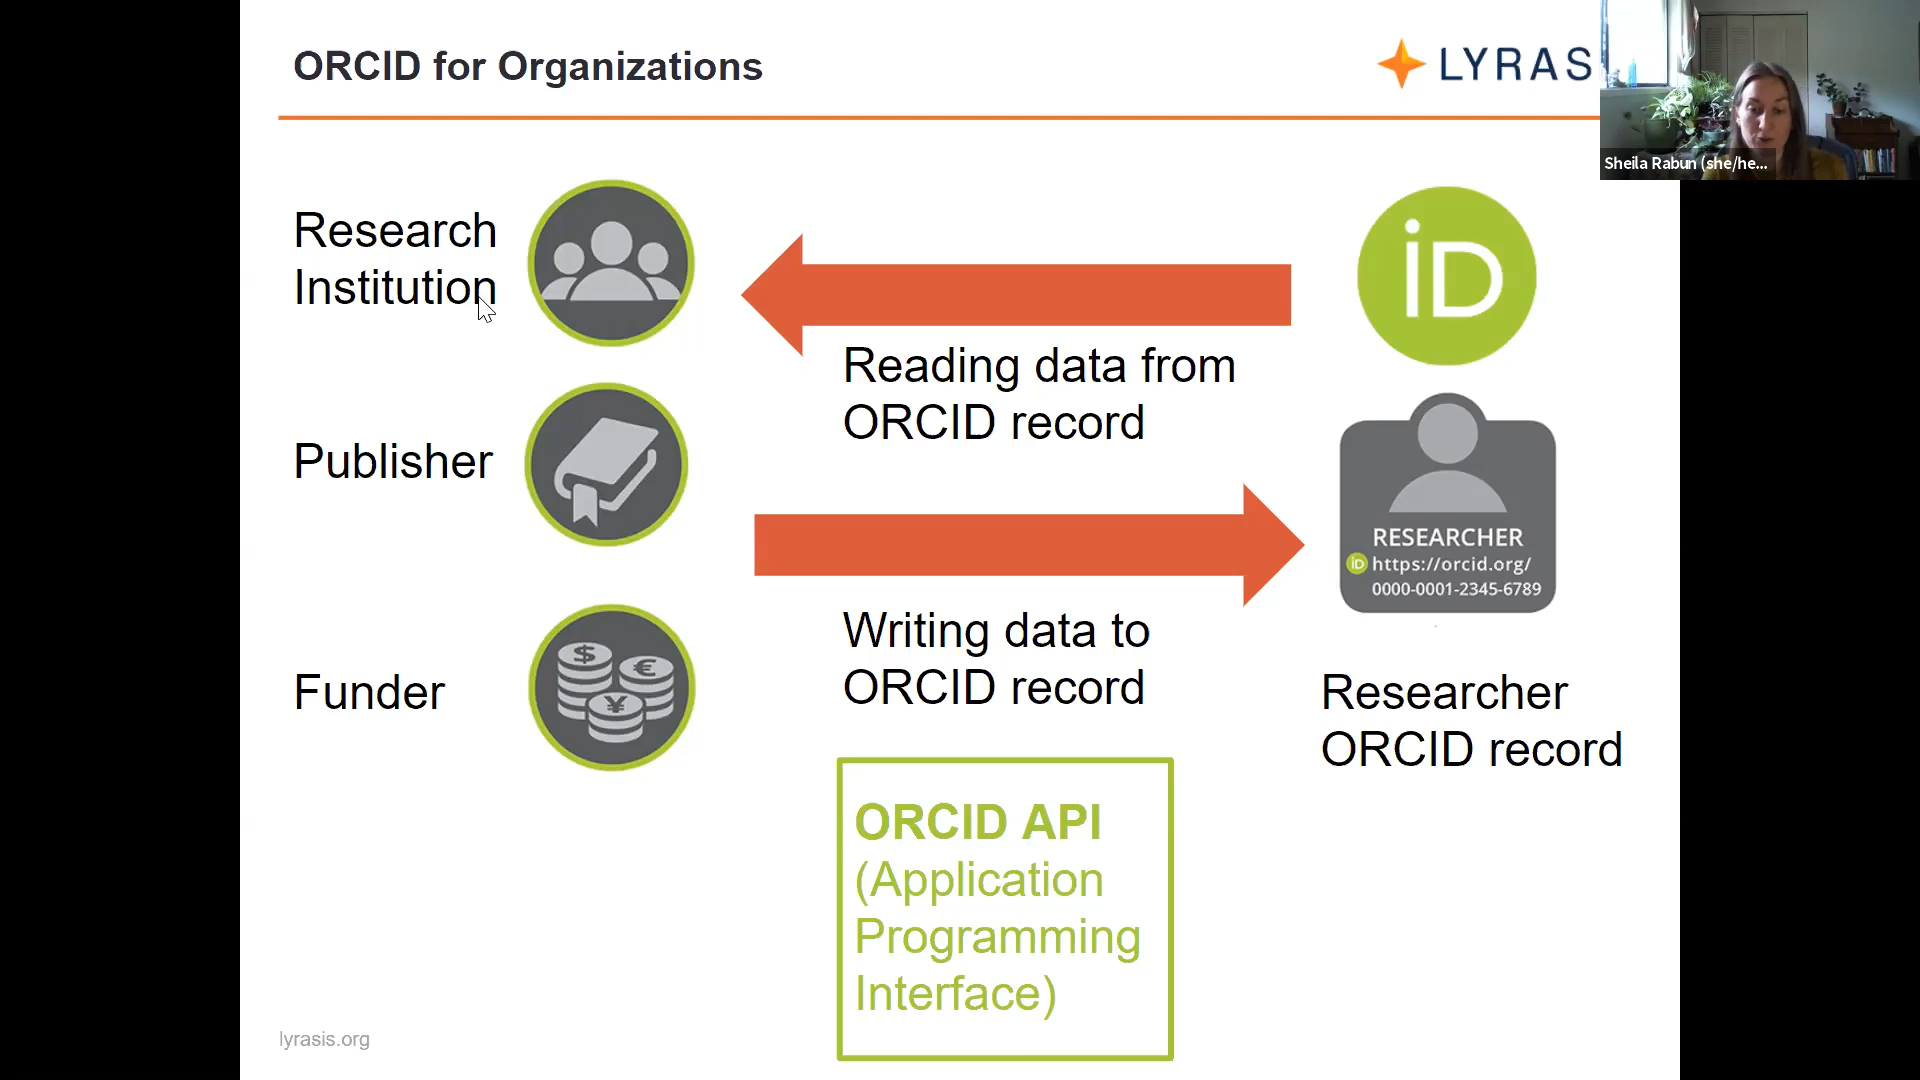 ORCID for Organizations
LYRAS
Sheila Rabun (she/he...
Research
Institution
iD
Reading data from
ORCID record
Publisher
RESEARCHER
iD https://orcid.org/
0000-0001-2345-6789
Writing data to
ORCID record
$
€
¥
Funder
Researcher
ORCID record
ORCID API
(Application
Programming
Interface)
lyrasis.org